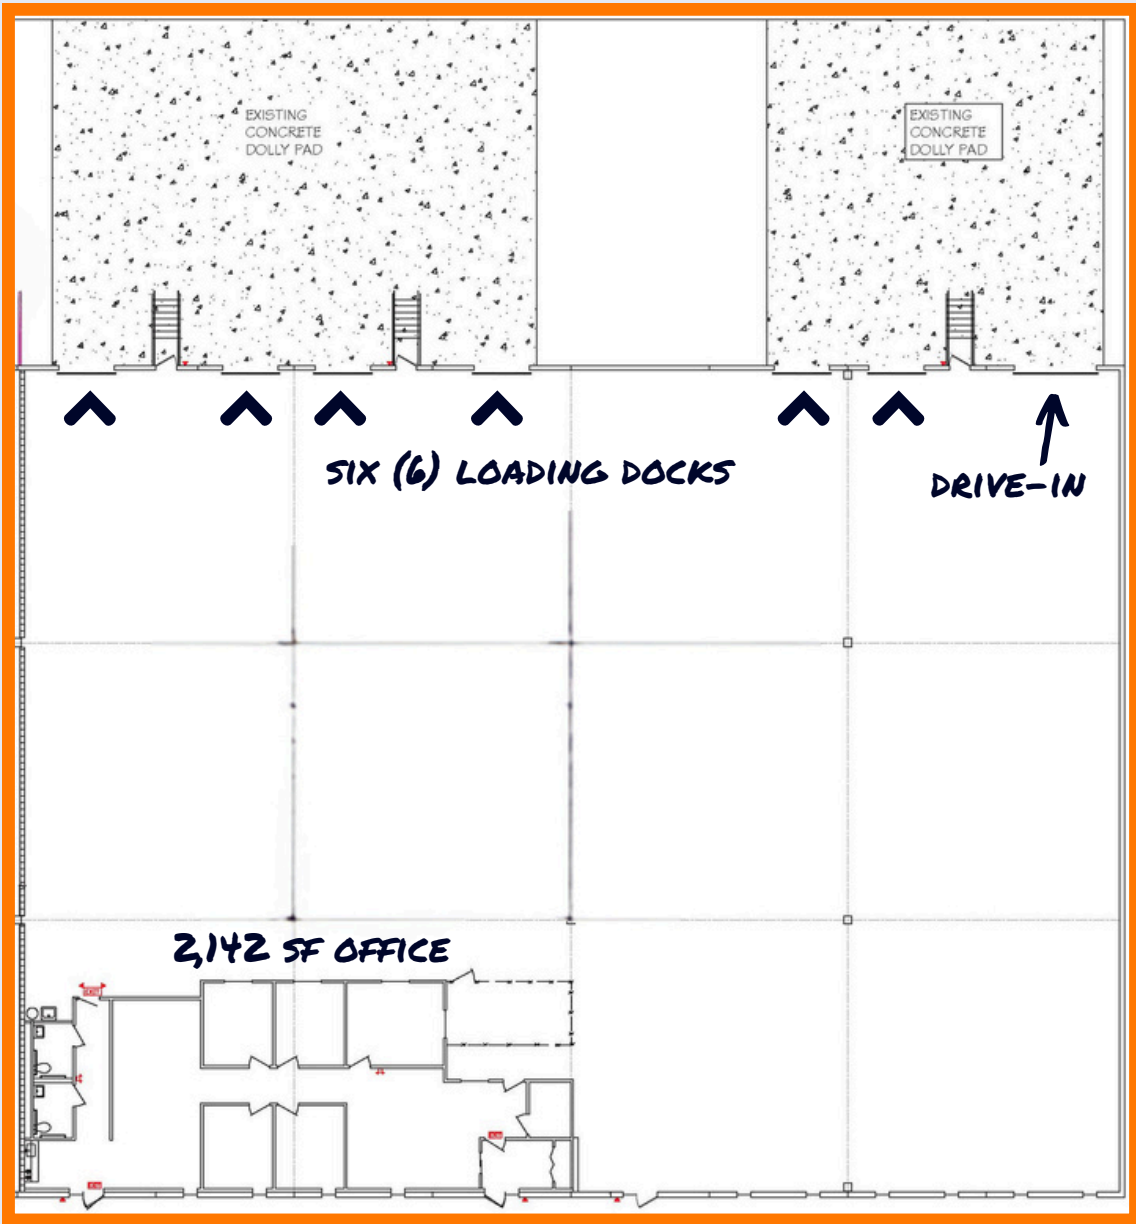 EXISTING
CONCRETE
DOLLY PAD
EXISTING
CONCRETE
DOLLY PAD
SIX (6) LOADING DOCKS
DRIVE-IN
2,142 SF OFFICE